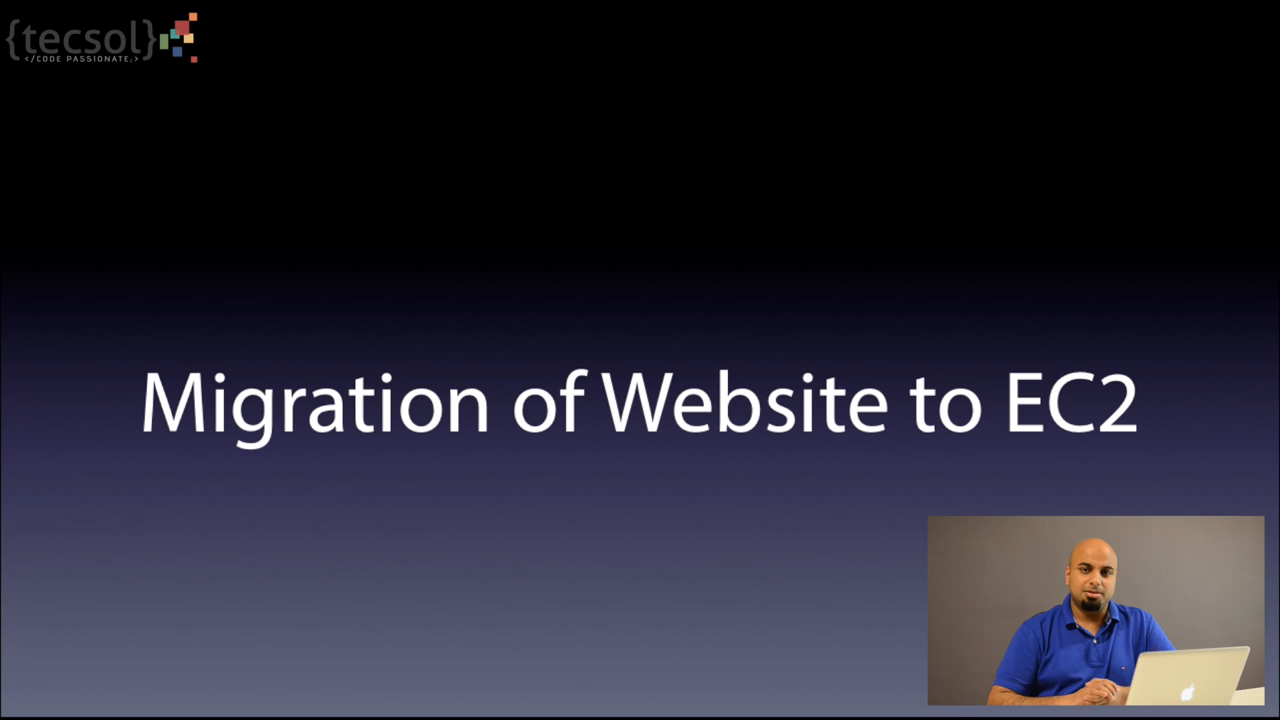 {tecsol}
</CODE PASSIONATE;>
Migration of Website to EC2